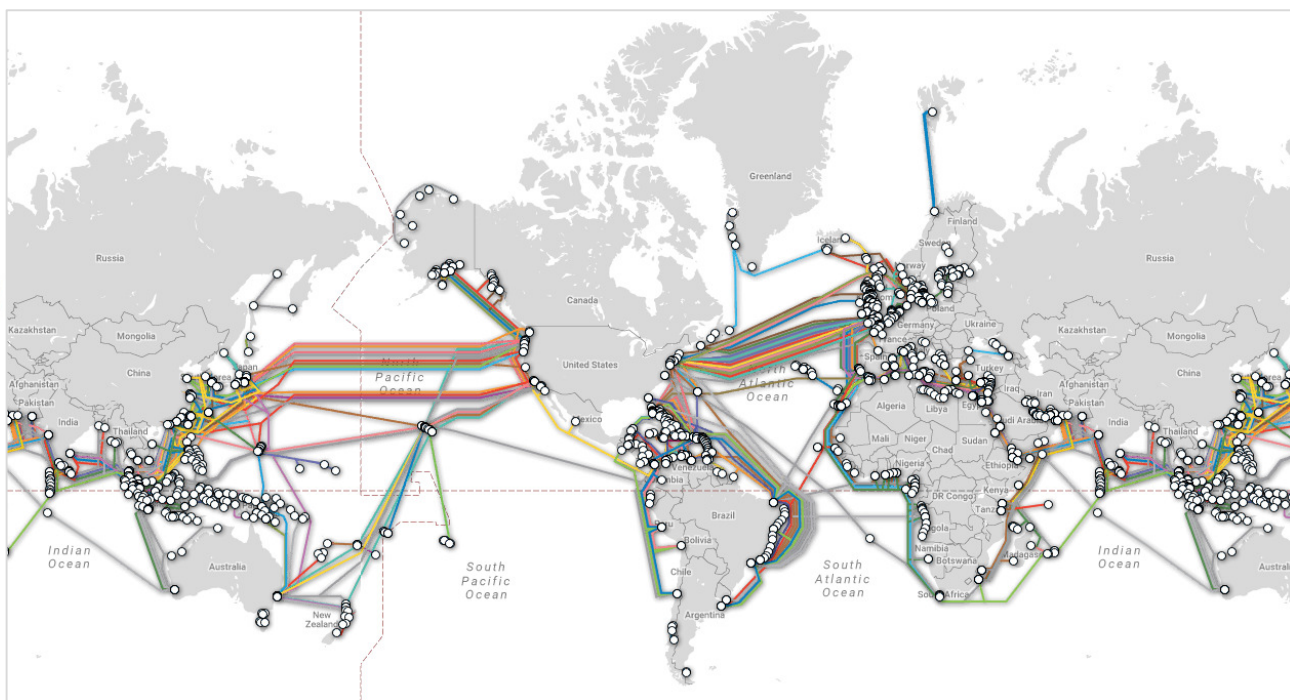 Greenland
Finland
Iceland
Sweden
Russia
Russia
Canada
Poland
Germany
Ukraine
Kazakhstan
Mongolia
Kazakhstan
Mongolia
France
North
Pacific
Ocean
United States
North
Atlantic
Ocean
Spain
Turkey
China
China
Afghanistan
Iraq
Iran
Afghanistan
Pakistan
Algeria
Libya
Egypt
Pakistan
India
Mexico
Saudi Arabia
India
Thailand
Mali
Niger
Sudan
Thailand
Chad
Venezuela
Nigeria
Ethiopia
DR Congo
Kenya
Brazil
Tanz
Peru
Angola
Bolivia
Indian
Ocean
Australia
South
Pacific
Ocean
Chile
South
Atlantic
Ocean
Namibia
Botswana
Madagascar
Indian
Ocean
Austral
South Africa
New
Zealand
Argentina